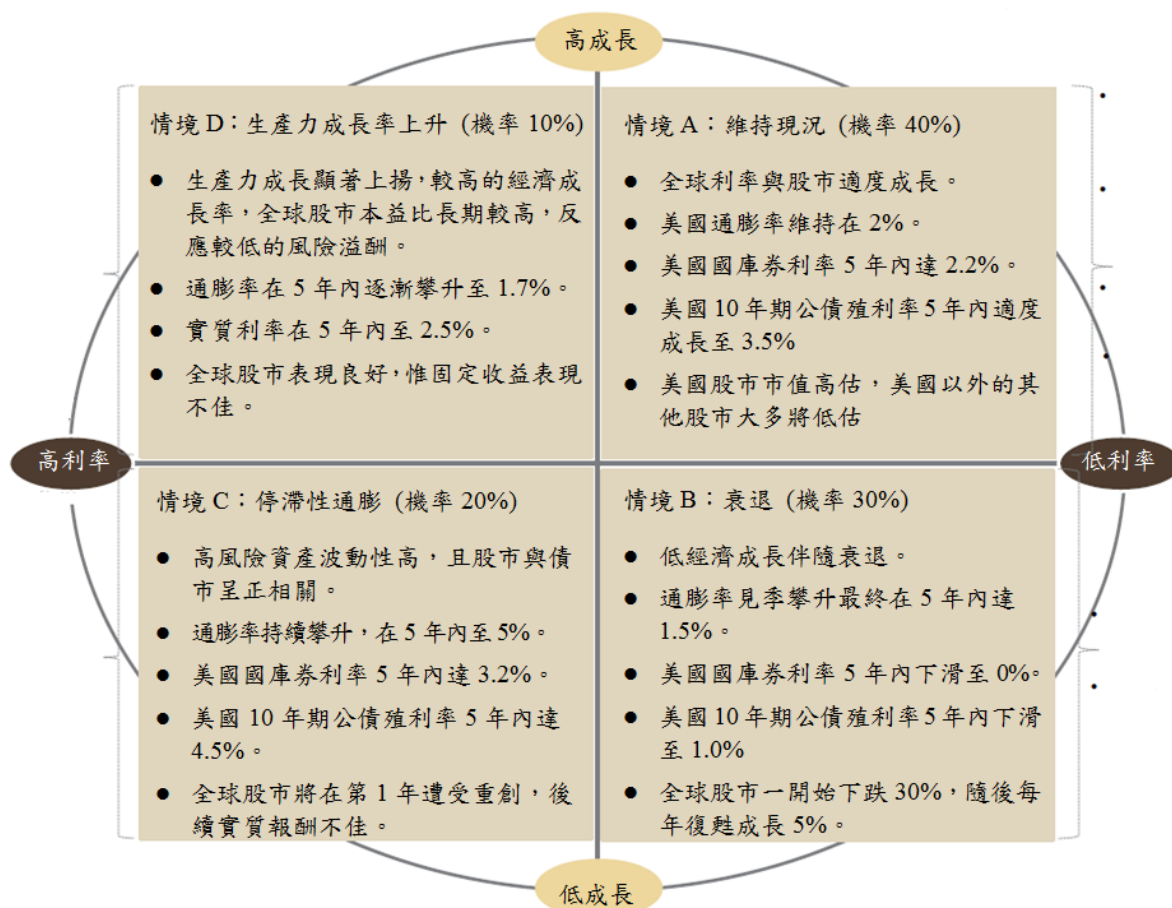 高成長
情境 D：生產力成長率上升 (機率 10%)
● 生產力成長顯著上揚，較高的經濟成
長率，全球股市本益比長期較高，反
應較低的風險溢酬。
● 通膨率在 5 年內逐漸攀升至 1.7%。
● 實質利率在 5 年內至 2.5%。
● 全球股市表現良好，惟固定收益表現
不佳。
情境 A：維持現況 (機率 40%)
● 全球利率與股市適度成長。
● 美國通膨率維持在 2%。
● 美國國庫券利率 5 年內達 2.2%。
● 美國 10 年期公債殖利率 5 年內適度
成長至 3.5%
● 美國股市市值高估，美國以外的其
他股市大多將低估
高利率
低利率
情境 C：停滯性通膨 (機率 20%)
● 高風險資產波動性高，且股市與債
市呈正相關。
● 通膨率持續攀升，在 5 年內至 5%。
● 美國國庫券利率 5 年內達 3.2%。
● 美國 10 年期公債殖利率 5 年內達
4.5%。
● 全球股市將在第 1 年遭受重創，後
續實質報酬不佳。
情境 B：衰退 (機率 30%)
● 低經濟成長伴隨衰退。
● 通膨率見季攀升最終在 5 年內達
1.5%。
● 美國國庫券利率 5 年內下滑至 0%。
● 美國 10 年期公債殖利率 5 年內下滑
至 1.0%
● 全球股市一開始下跌 30%，隨後每
年復甦成長 5%。
低成長